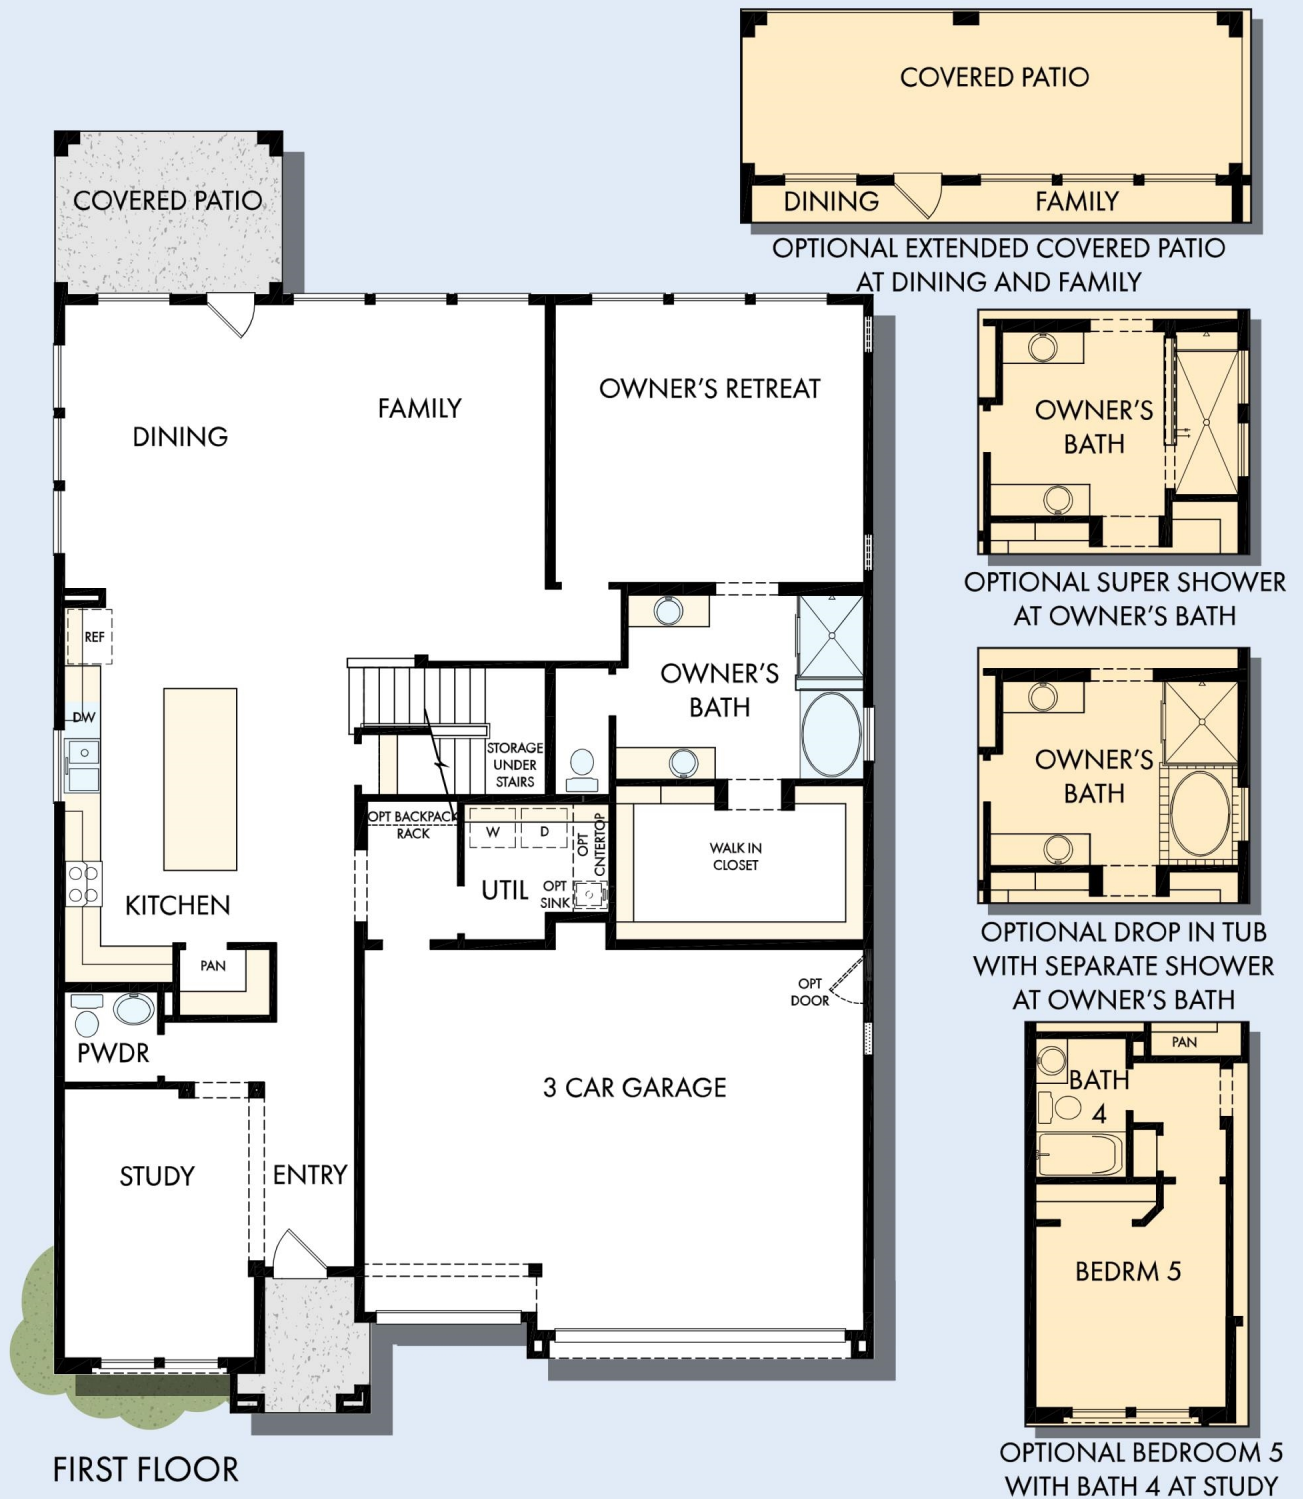 COVERED PATIO
DINING
FAMILY
OPTIONAL EXTENDED COVERED PATIO
AT DINING AND FAMILY
COVERED PATIO
DINING
FAMILY
OWNER'S RETREAT
REF
DW
OWNER'S
BATH
STORAGE
UNDER
STAIRS
OPT BACKPACK
RACK
W
D
OPT
CNTERTOP
UTIL
OPT
SINK
WALK IN
CLOSET
KITCHEN
PAN
PWDR
OPT
DOOR
3 CAR GARAGE
STUDY
ENTRY
FIRST FLOOR
OWNER'S
BATH
OPTIONAL SUPER SHOWER
AT OWNER'S BATH
OWNER'S
BATH
OPTIONAL DROP IN TUB
WITH SEPARATE SHOWER
AT OWNER'S BATH
PAN
BATH
4
BEDRM 5
OPTIONAL BEDROOM 5
WITH BATH 4 AT STUDY